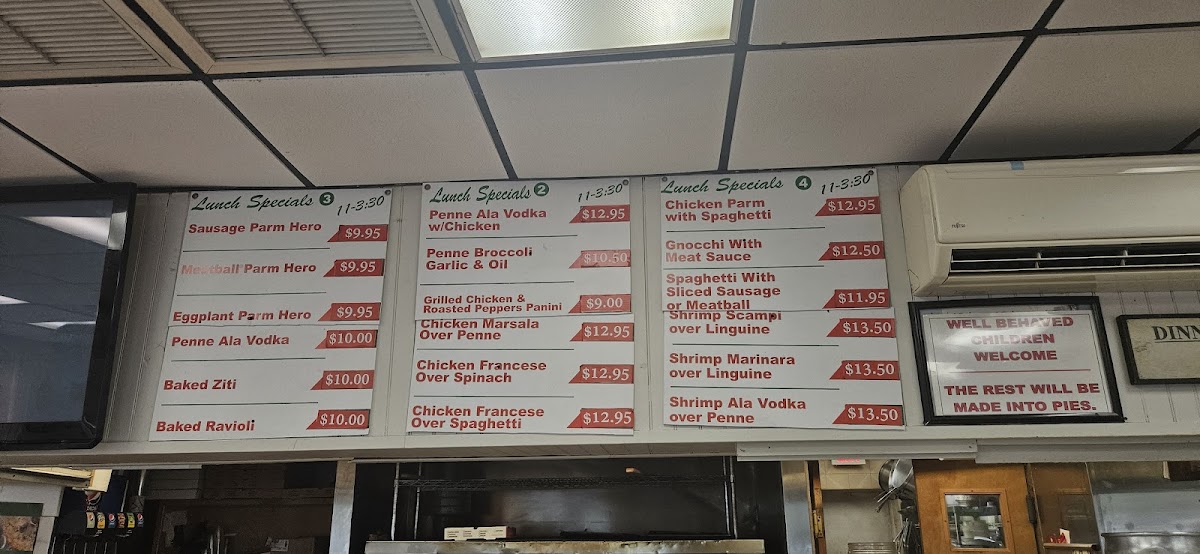 Lunch Specials 3 11-3:30
Sausage Parm Hero $9.95
Meatball Parm Hero $9.95
Eggplant Parm Hero $9.95
Penne Ala Vodka $10.00
Baked Ziti $10.00
Baked Ravioli $10.00
Lunch Specials 2 11-3:30
Penne Ala Vodka
w/Chicken $12.95
Penne Broccoli
Garlic & Oil $10.50
Grilled Chicken &
Roasted Peppers Panini $9.00
Chicken Marsala
Over Penne $12.95
Chicken Francese
Over Spinach $12.95
Chicken Francese
Over Spaghetti $12.95
Lunch Specials 4 11-3:30
Chicken Parm
with Spaghetti $12.95
Gnocchi With
Meat Sauce $12.50
Spaghetti With
Sliced Sausage
or Meatball $11.95
Shrimp Scampi
over Linguine $13.50
Shrimp Marinara
over Linguine $13.50
Shrimp Ala Vodka
over Penne $13.50
FUJITSU
WELL BEHAVED
CHILDREN
WELCOME
THE REST WILL BE
MADE INTO PIES.